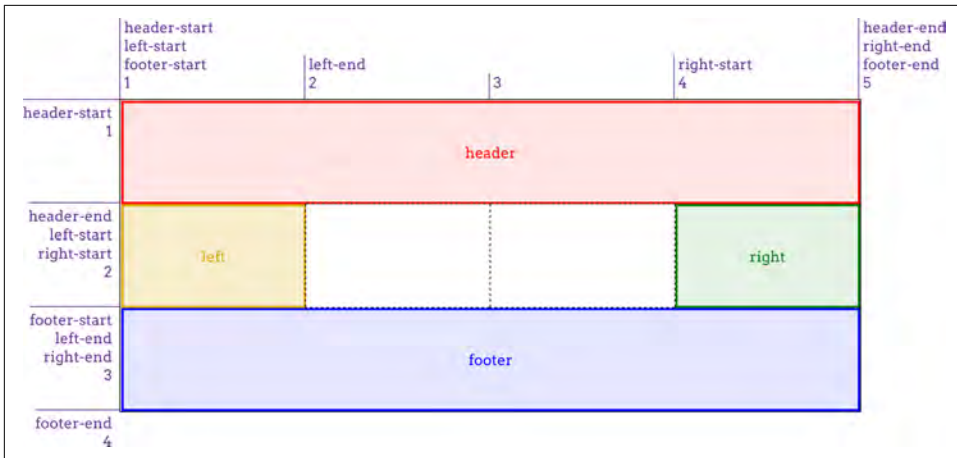 header-start
left-start
footer-start
1
left-end
2
3
right-start
4
header-end
right-end
footer-end
5
header-start
1
header
header-end
left-start
right-start
2
left
right
footer-start
left-end
right-end
3
footer
footer-end
4